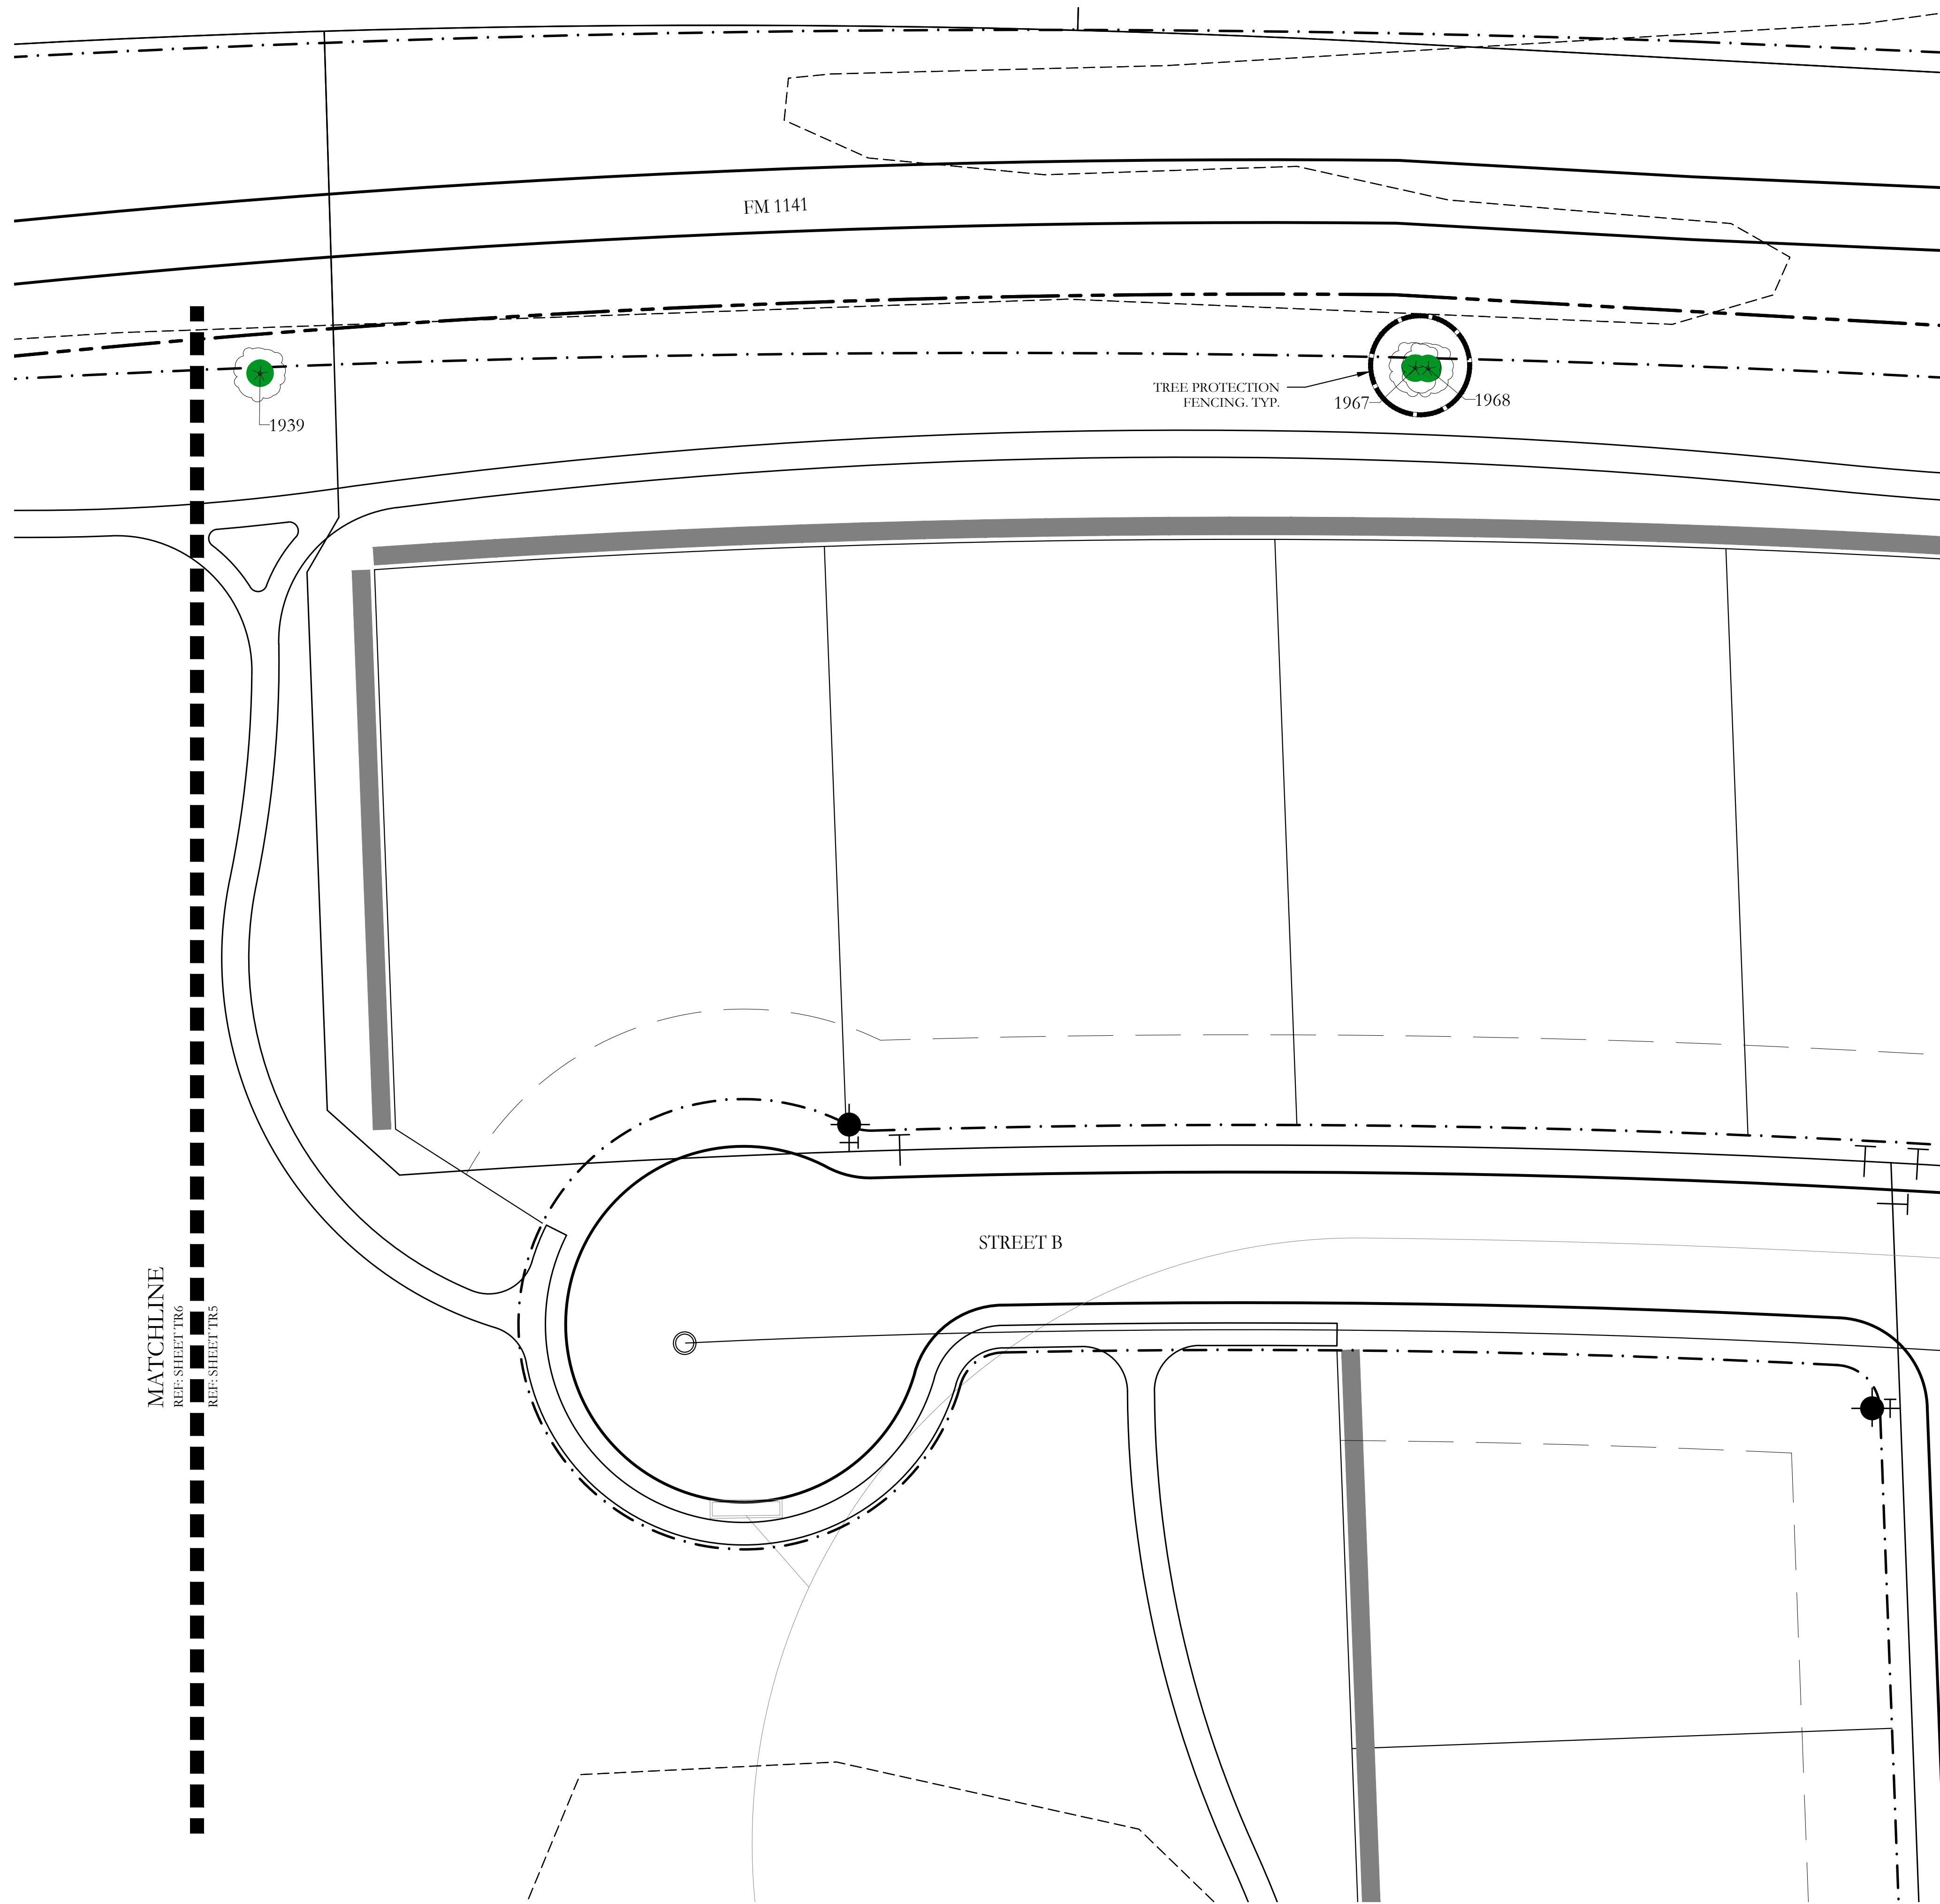 FM 1141
TREE PROTECTION
FENCING. TYP.
1967
1968
1939
STREET B
MATCHLINE
REF: SHEET TR6
REF: SHEET TR5